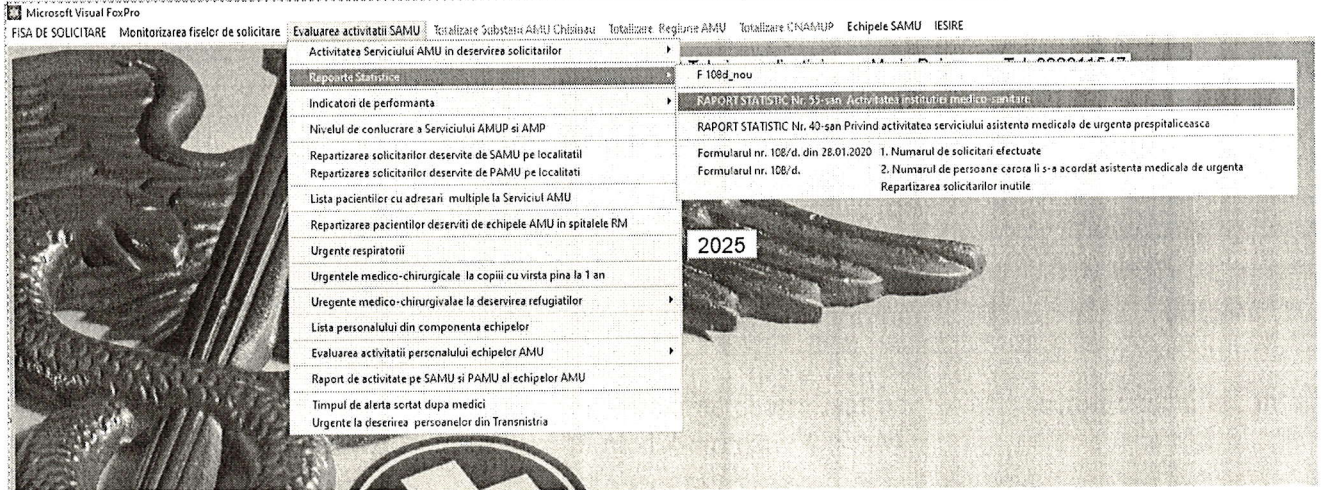 Microsoft Visual FoxPro
FISA DE SOLICITARE Monitorizarea fiselor de solicitare Evaluarea activitatii SAMU Totalizare Substatii AMU Chisinau Totalizare Regiune AMU Totalizare CNAMUP Echipele SAMU IESIRE
Activitatea Serviciului AMU in deservirea solicitarilor
Rapoarte Statistice
Indicatori de performanta
Nivelul de conlucrare a Serviciului AMUP si AMP
Repartizarea solicitarilor deservite de SAMU pe localitatii
Repartizarea solicitarilor deservite de PAMU pe localitati
Lista pacientilor cu adresari multiple la Serviciul AMU
Repartizarea pacientilor deserviti de echipele AMU in spitalele RM
Urgente respiratorii
Urgentele medico-chirurgicale la copiii cu virsta pina la 1 an
Uregente medico-chirurgivalae la deservirea refugiatilor
Lista personalului din componenta echipelor
Evaluarea activitatii personalului echipelor AMU
Raport de activitate pe SAMU si PAMU al echipelor AMU
Timpul de alerta sortat dupa medici
Urgente la deserirea persoanelor din Transnistria
F 108d_nou
RAPORT STATISTIC Nr. 55-san Activitatea institutiei medico-sanitare
RAPORT STATISTIC Nr. 40-san Privind activitatea serviciului asistenta medicala de urgenta prespitaliceasca
Formularul nr. 108/d. din 28.01.2020 1. Numarul de solicitari efectuate
Formularul nr. 108/d. 2. Numarul de persoane carora li s-a acordat asistenta medicala de urgenta
Repartizarea solicitarilor inutile
2025